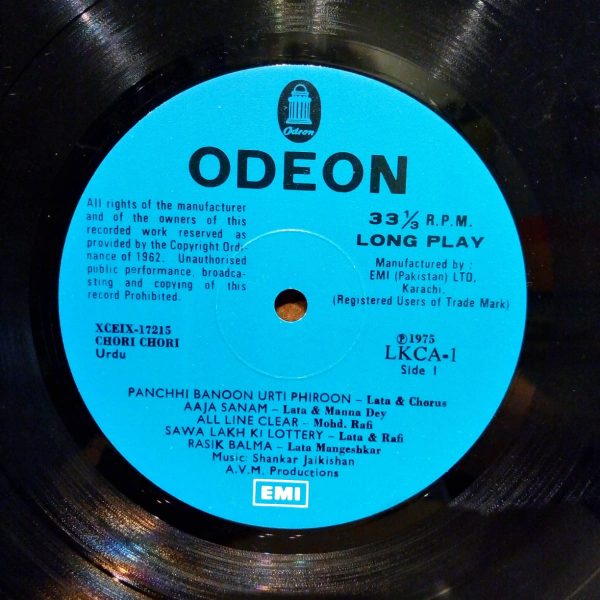 Odeon
ODEON
All rights of the manufacturer
and of the owners of this
recorded work reserved as
provided by the Copyright Ordi-
nance of 1962. Unauthorised
public performance, broadca-
sting and copying of this
record Prohibited.
33 1/3 R.P.M.
LONG PLAY
Manufactured by :
EMI (Pakistan) LTD,
Karachi.
(Registered Users of Trade Mark)
XCEIX-17215
CHORI CHORI
Urdu
℗1975
LKCA-1
Side 1
PANCHHI BANOON URTI PHIROON – Lata & Chorus
AAJA SANAM – Lata & Manna Dey
ALL LINE CLEAR – Mohd. Rafi
SAWA LAKH KI LOTTERY – Lata & Rafi
RASIK BALMA – Lata Mangeshkar
Music: Shankar Jaikishan
A.V.M. Productions
EMI